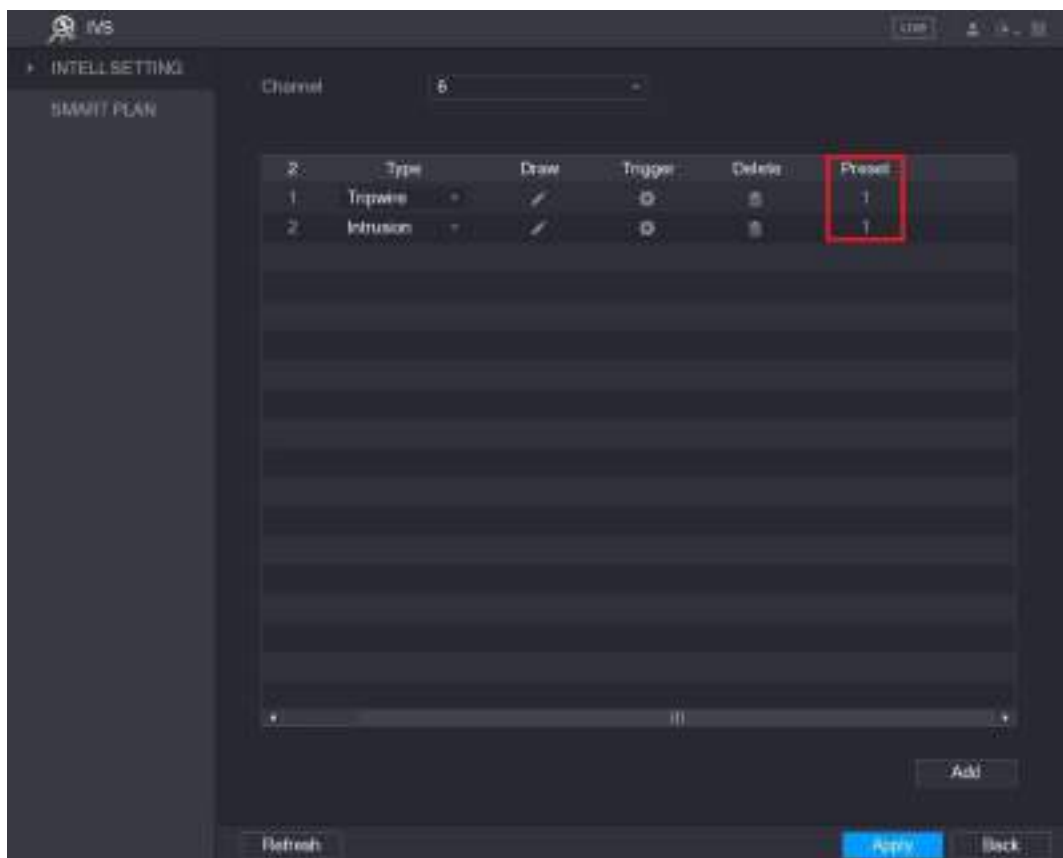 IVS
LIVE
INTELL SETTING
SMART PLAN
Channel 6
2 Type Draw Trigger Delete Preset
1 Tripwire 1
2 Intrusion 1
Add
Refresh Apply Back